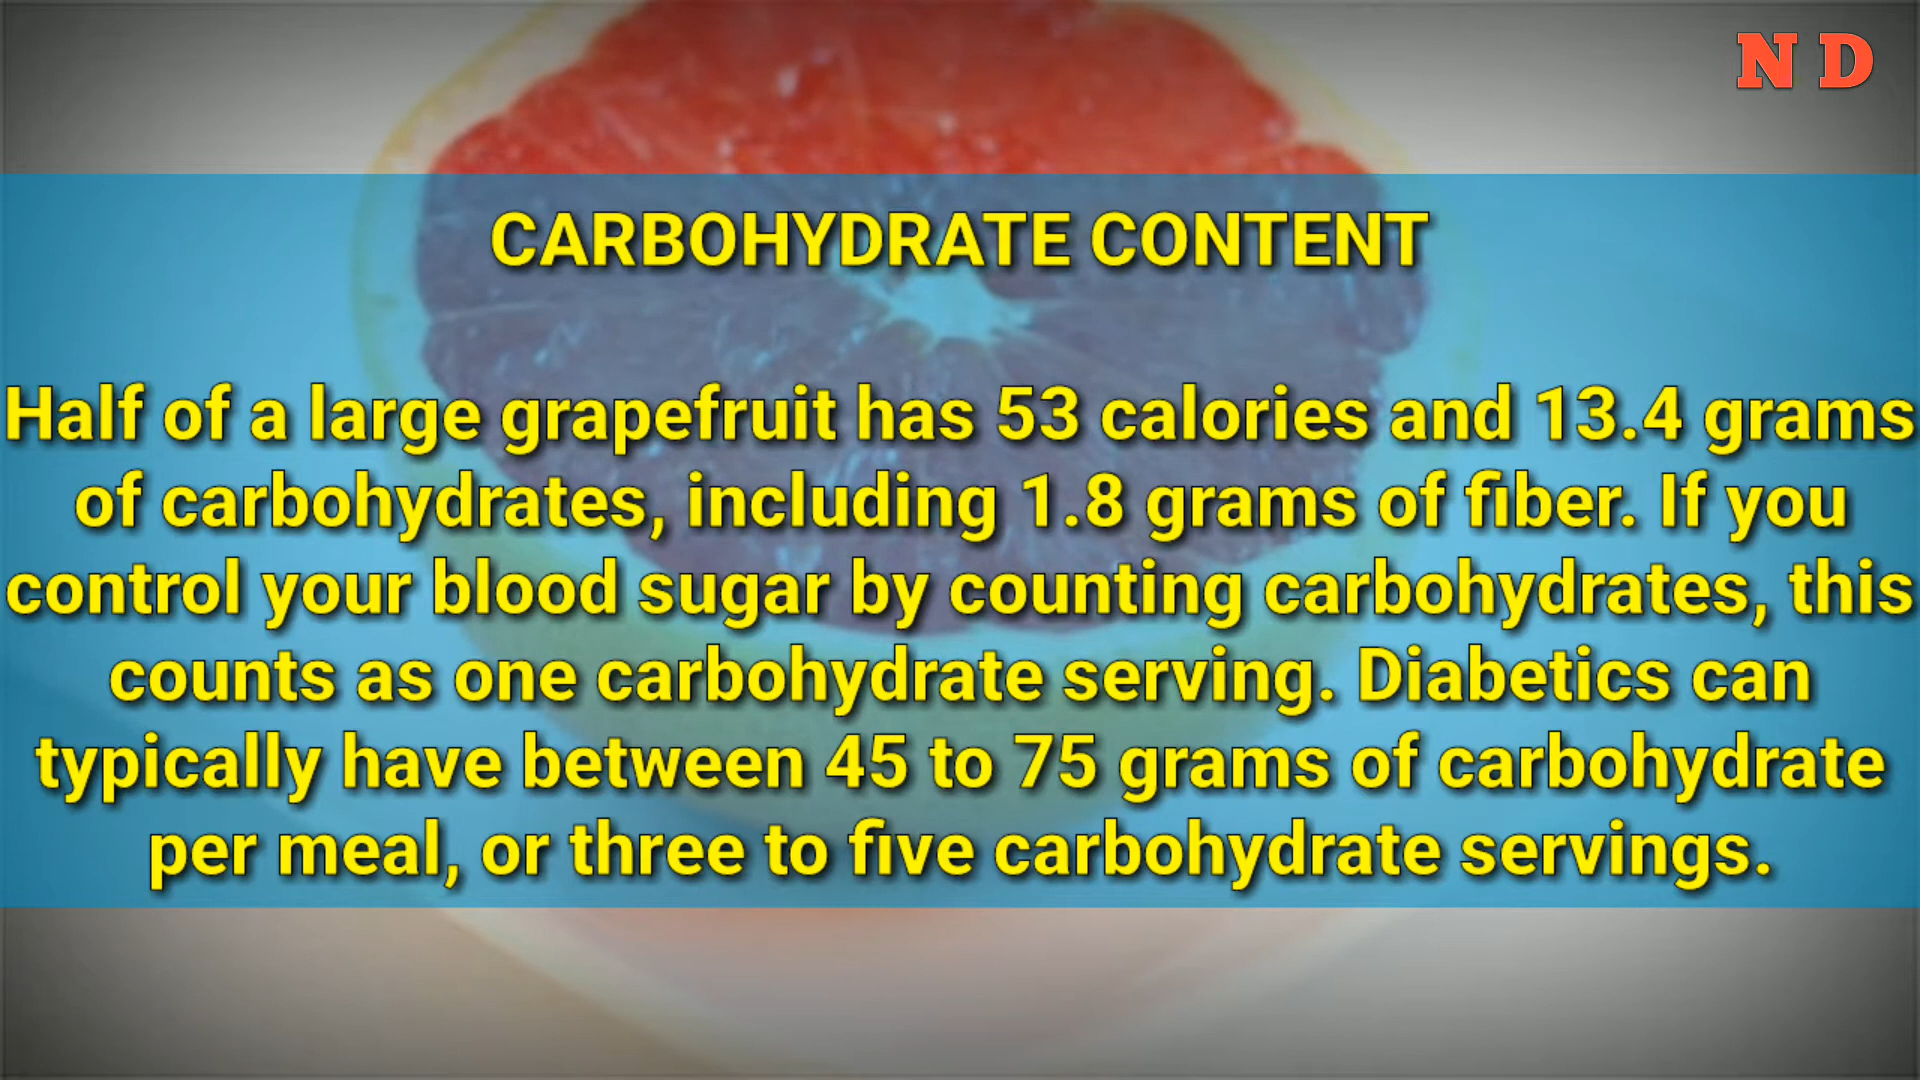 N D
CARBOHYDRATE CONTENT
Half of a large grapefruit has 53 calories and 13.4 grams
of carbohydrates, including 1.8 grams of fiber. If you
control your blood sugar by counting carbohydrates, this
counts as one carbohydrate serving. Diabetics can
typically have between 45 to 75 grams of carbohydrate
per meal, or three to five carbohydrate servings.